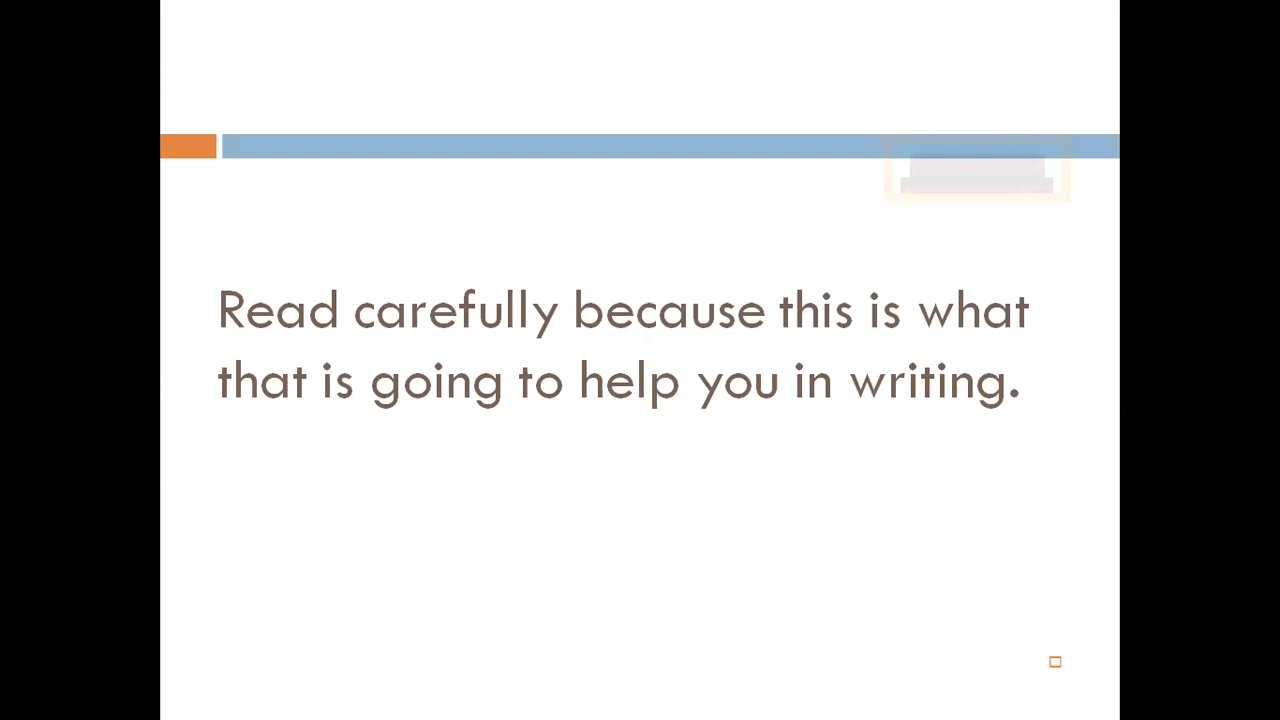 Read carefully because this is what
that is going to help you in writing.